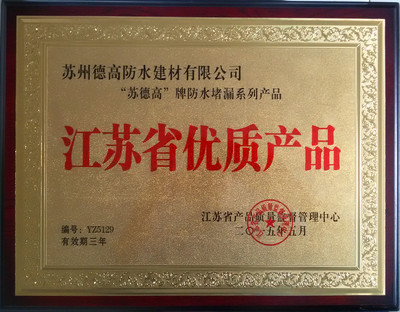 苏州德高防水建材有限公司
“苏德高”牌防水堵漏系列产品
江苏省优质产品
江苏省产品质量监督管理中心
编号：YZ5129
二〇一五年五月
有效期三年